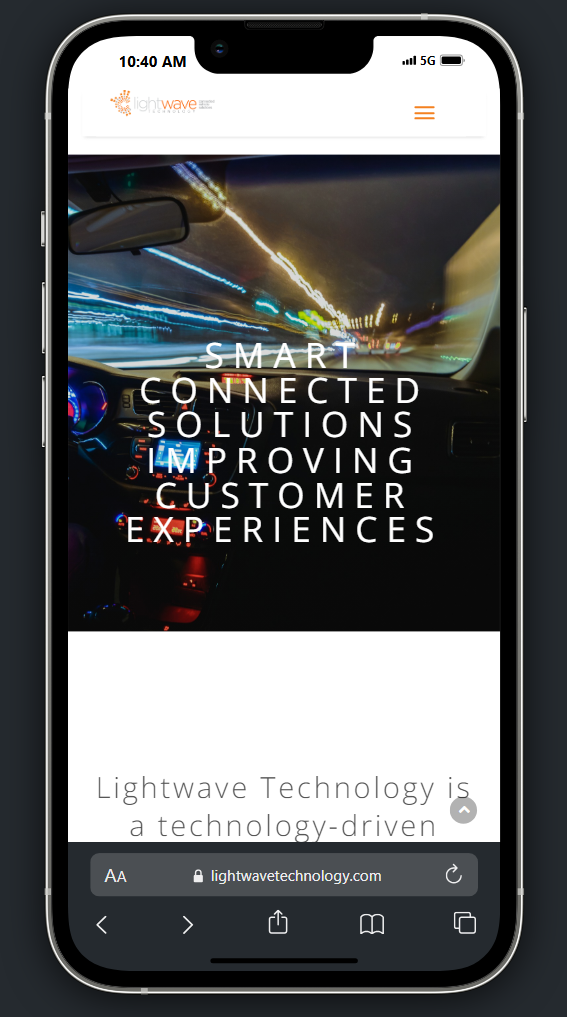 10:40 AM
5G
lightwave
TECHNOLOGY
SMART
CONNECTED
SOLUTIONS
IMPROVING
CUSTOMER
EXPERIENCES
Lightwave Technology is
a technology-driven
AA
lightwavetechnology.com